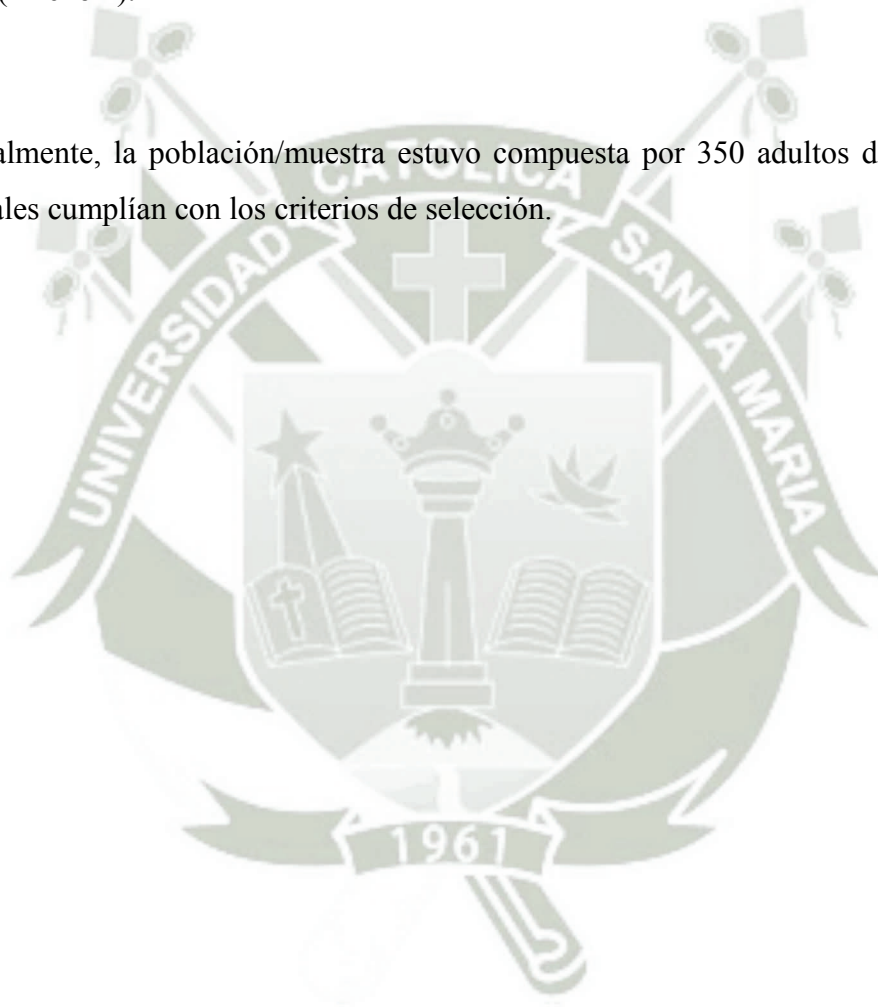 almente, la población/muestra estuvo compuesta por 350 adultos d
ales cumplían con los criterios de selección.
UNIVERSIDAD CATOLICA SANTA MARIA
1961